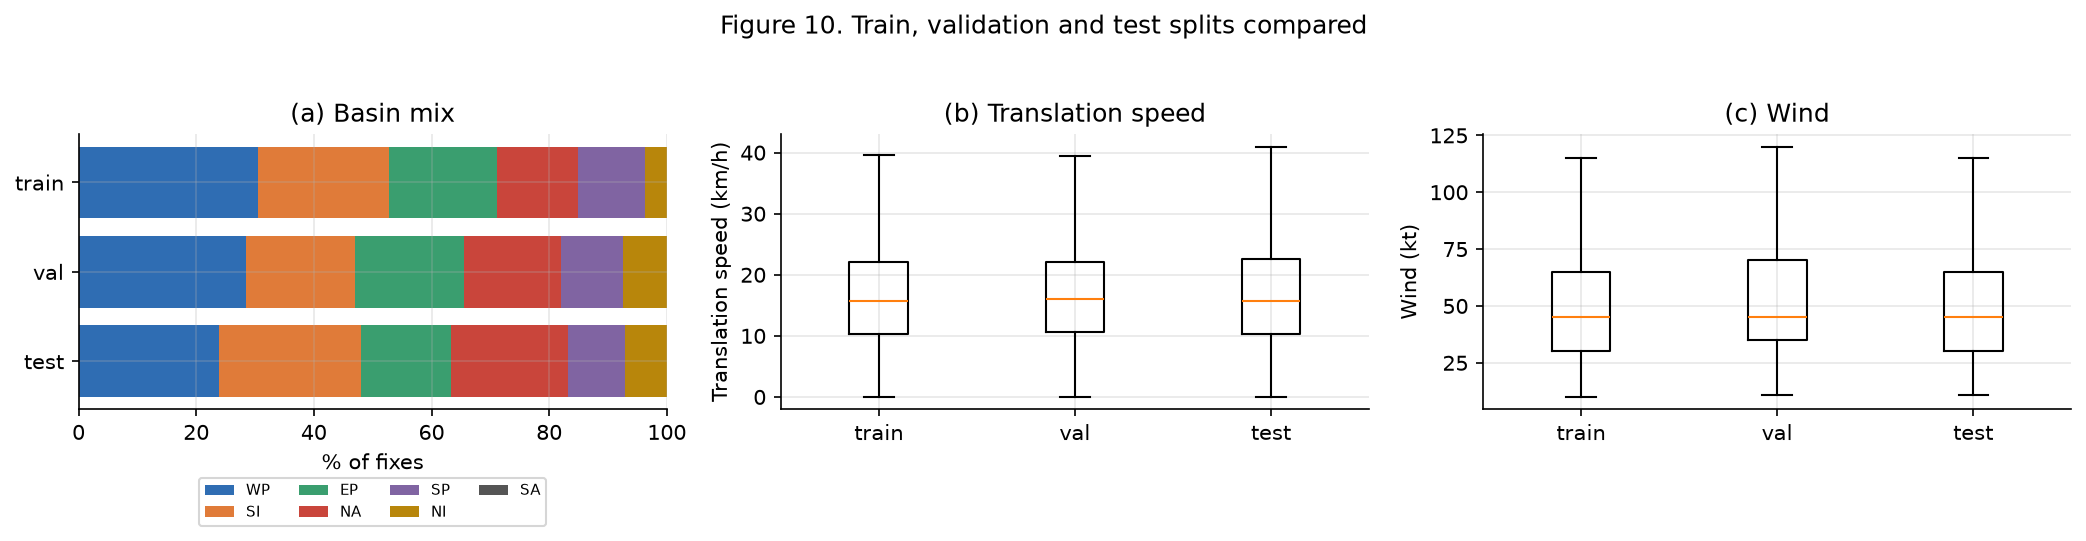 Figure 10. Train, validation and test splits compared
(a) Basin mix
train
val
test
0 20 40 60 80 100
% of fixes
WP EP SP SA
SI NA NI
(b) Translation speed
Translation speed (km/h)
40
30
20
10
0
train val test
(c) Wind
Wind (kt)
125
100
75
50
25
train val test